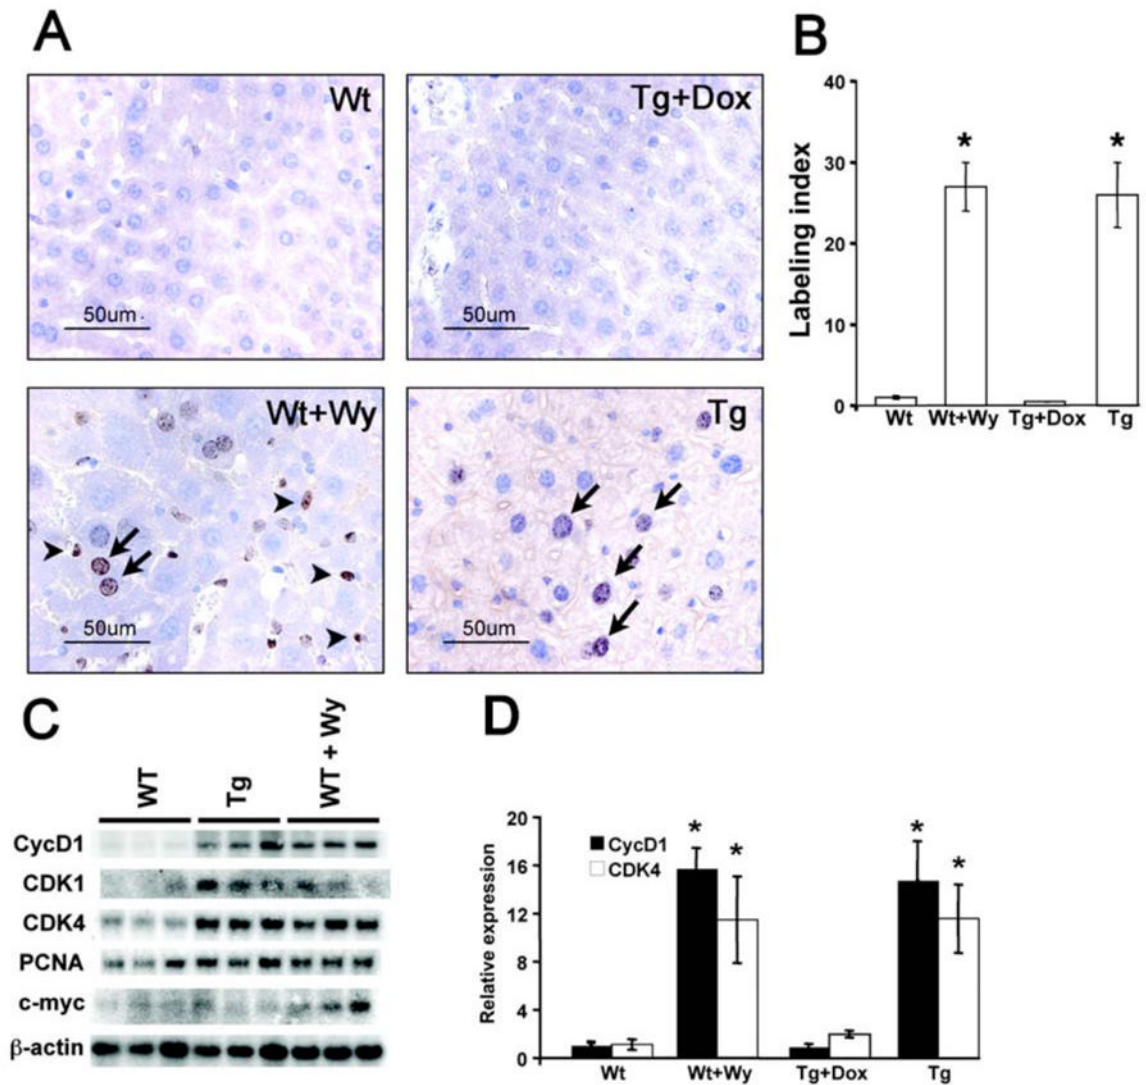 A
Wt
50um
Tg+Dox
50um
Wt+Wy
50um
Tg
50um
B
Labeling index
40
30
20
10
0
*
*
Wt Wt+Wy Tg+Dox Tg
C
WT
Tg
WT + Wy
CycD1
CDK1
CDK4
PCNA
c-myc
β-actin
D
Relative expression
20
16
12
8
4
0
CycD1
CDK4
*
*
*
*
Wt Wt+Wy Tg+Dox Tg